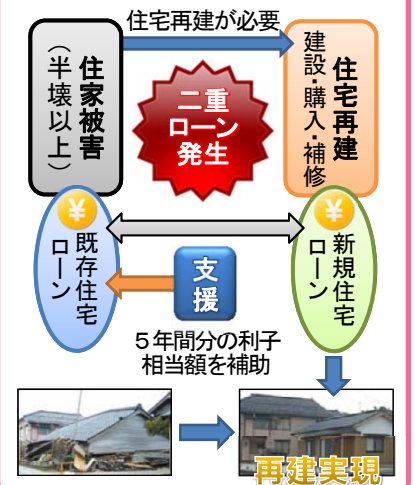 住宅再建が必要
住家被害
（半壊以上）
二重
ローン
発生
住宅再建
建設・購入・補修
¥
既存住宅
ローン
¥
新規住宅
ローン
支
援
５年間分の利子
相当額を補助
再建実現